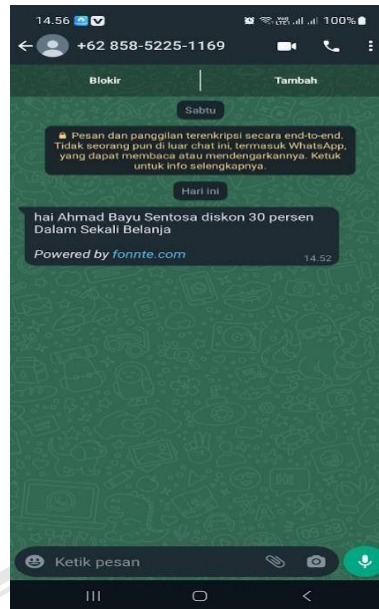 14.56 100%
+62 858-5225-1169
Blokir Tambah
Sabtu
Pesan dan panggilan terenkripsi secara end-to-end.
Tidak seorang pun di luar chat ini, termasuk WhatsApp,
yang dapat membaca atau mendengarkannya. Ketuk
untuk info selengkapnya.
Hari ini
hai Ahmad Bayu Sentosa diskon 30 persen
Dalam Sekali Belanja
Powered by fonnte.com
14.52
Ketik pesan